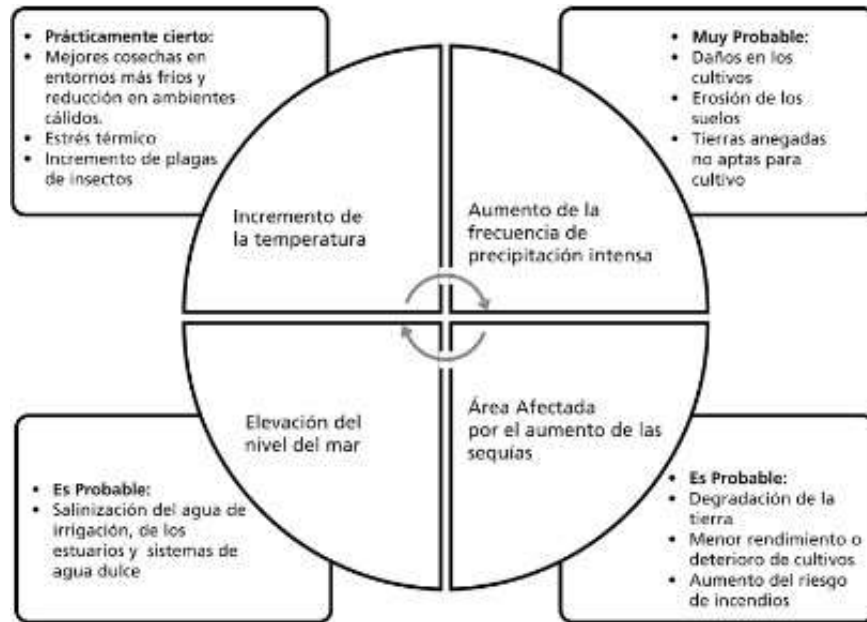 • Prácticamente cierto:
• Mejores cosechas en
entornos más fríos y
reducción en ambientes
cálidos.
• Estrés térmico
• Incremento de plagas
de insectos
• Muy Probable:
• Daños en los
cultivos
• Erosión de los
suelos
• Tierras anegadas
no aptas para
cultivo
Incremento de
la temperatura
Aumento de la
frecuencia de
precipitación intensa
Elevación del
nivel del mar
Área Afectada
por el aumento de las
sequías
• Es Probable:
• Salinización del agua de
irrigación, de los
estuarios y sistemas de
agua dulce
• Es Probable:
• Degradación de la
tierra
• Menor rendimiento o
deterioro de cultivos
• Aumento del riesgo
de incendios